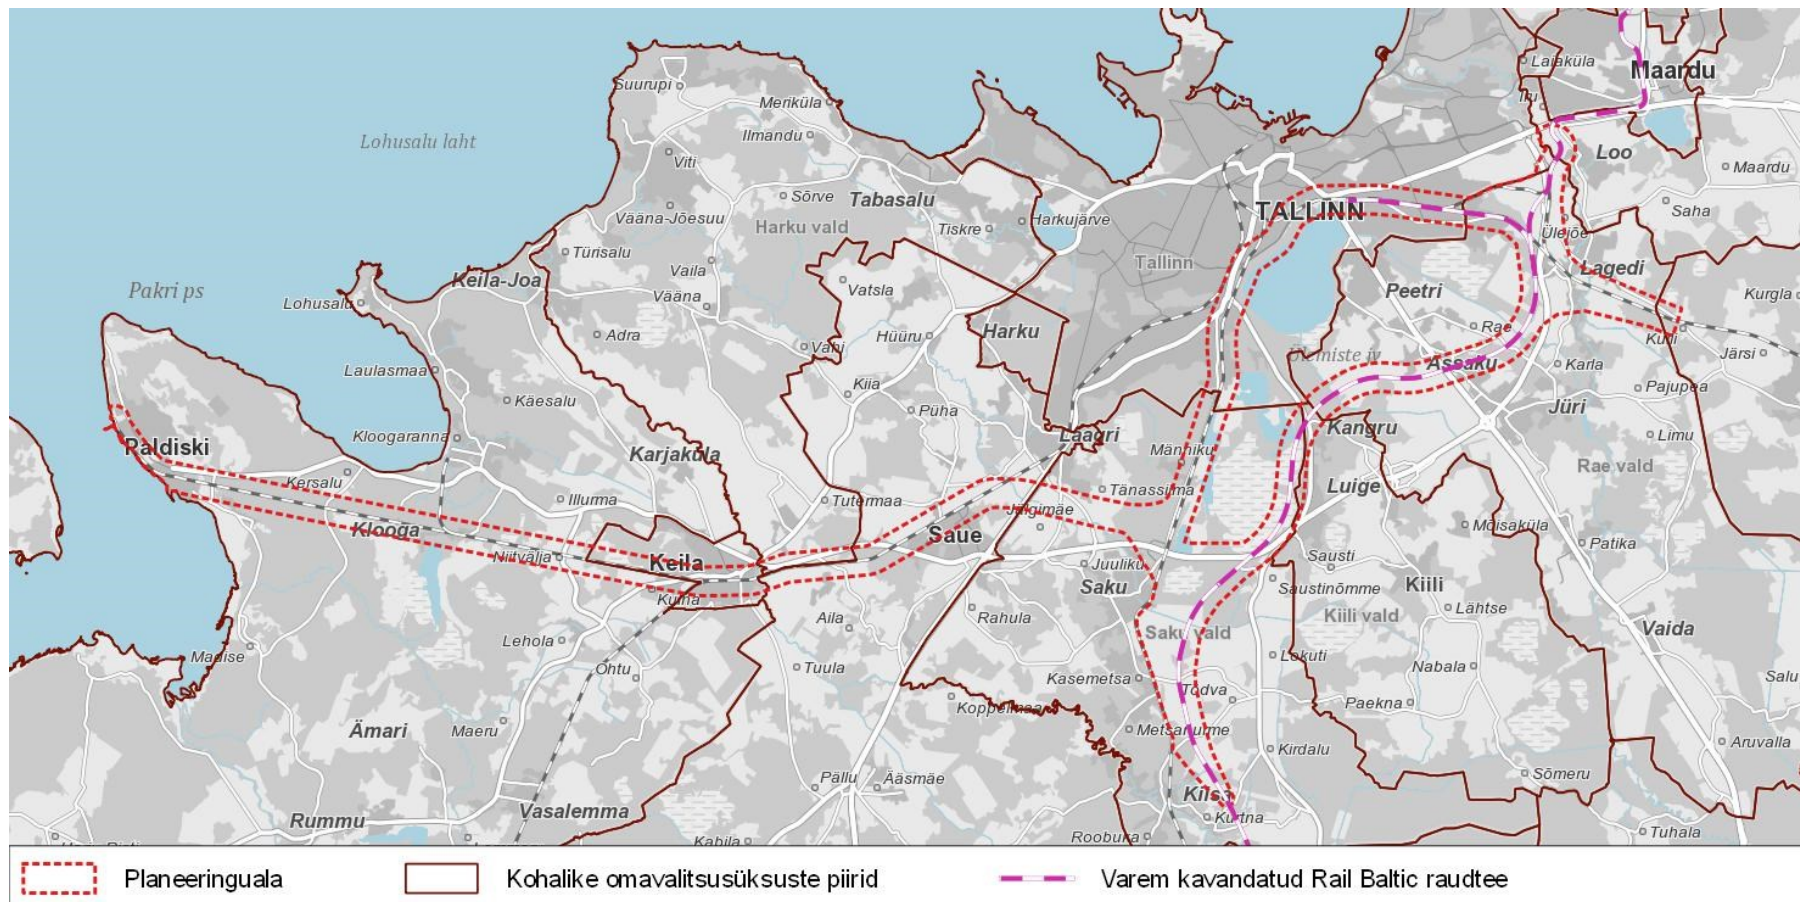 Laiaküla
Maardu
Suurupi
Meriküla
Iru
Ilmandu
Lohusalu laht
Loo
Viti
Maardu
Sõrve
Tabasalu
Vääna-Jõesuu
Harku vald
Tiskre
Harkujärve
TALLINN
Saha
Ülejõe
Türisalu
Vaila
Tallinn
Lagedi
Keila-Joa
Pakri ps
Lohusalu
Vääna
Vatsla
Peetri
Kurgla
Adra
Hüüru
Harku
Rae
Vahi
Ülemiste jv
Kuli
Järsi
Laulasmaa
Assaku
Karla
Kiia
Pajupea
Käesalu
Püha
Jüri
Kloogaranna
Laagri
Kangru
Limu
Paldiski
Karjaküla
Männiku
Rae vald
Kersalu
Illurma
Tutermaa
Tänassilma
Luige
Klooga
Jälgimäe
Mõisaküla
Saue
Patika
Niitvälja
Keila
Juuliku
Sausti
Saku
Saustinõmme
Kiili
Kulna
Aila
Rahula
Lähtse
Kiili vald
Saku vald
Vaida
Lehola
Madise
Ohtu
Tuula
Lokuti
Nabala
Kasemetsa
Salu
Tõdva
Koppelmaa
Paekna
Ämari
Maeru
Metsanurme
Kirdalu
Aruvalla
Pällu
Ääsmäe
Sõmeru
Kiisa
Rummu
Vasalemma
Kurtna
Kabila
Roobuka
Tuhala
Planeeringuala
Kohalike omavalitsusüksuste piirid
Varem kavandatud Rail Baltic raudtee